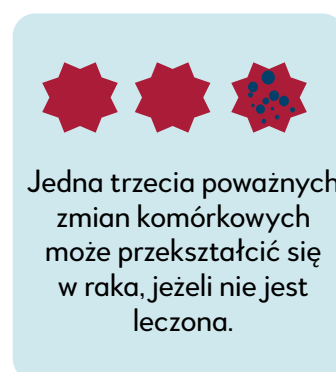 Jedna trzecia poważnych
zmian komórkowych
może przekształcić się
w raka, jeżeli nie jest
leczona.